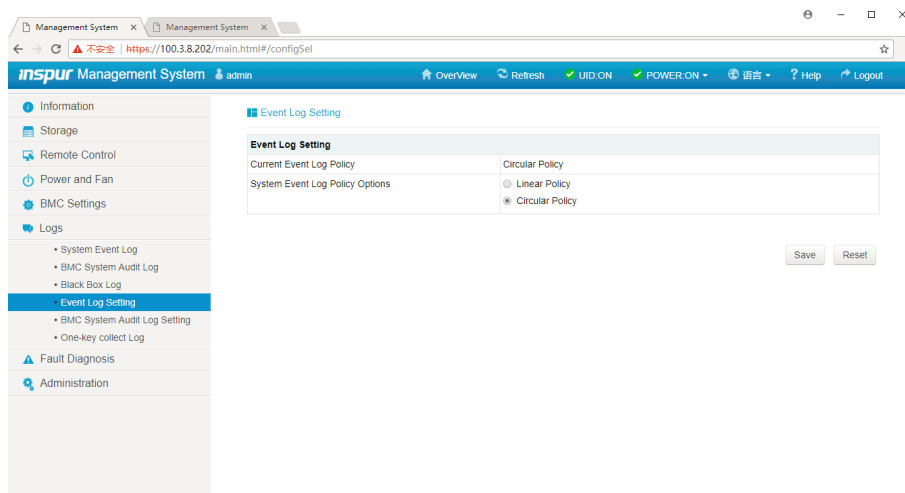 Management System
Management System
不安全 | https://100.3.8.202/main.html#/configSel
inspur Management System admin OverView Refresh UID:ON POWER:ON 语言 Help Logout
Information
Storage
Remote Control
Power and Fan
BMC Settings
Logs
• System Event Log
• BMC System Audit Log
• Black Box Log
• Event Log Setting
• BMC System Audit Log Setting
• One-key collect Log
Fault Diagnosis
Administration
Event Log Setting
Event Log Setting
Current Event Log Policy Circular Policy
System Event Log Policy Options Linear Policy
Circular Policy
Save Reset